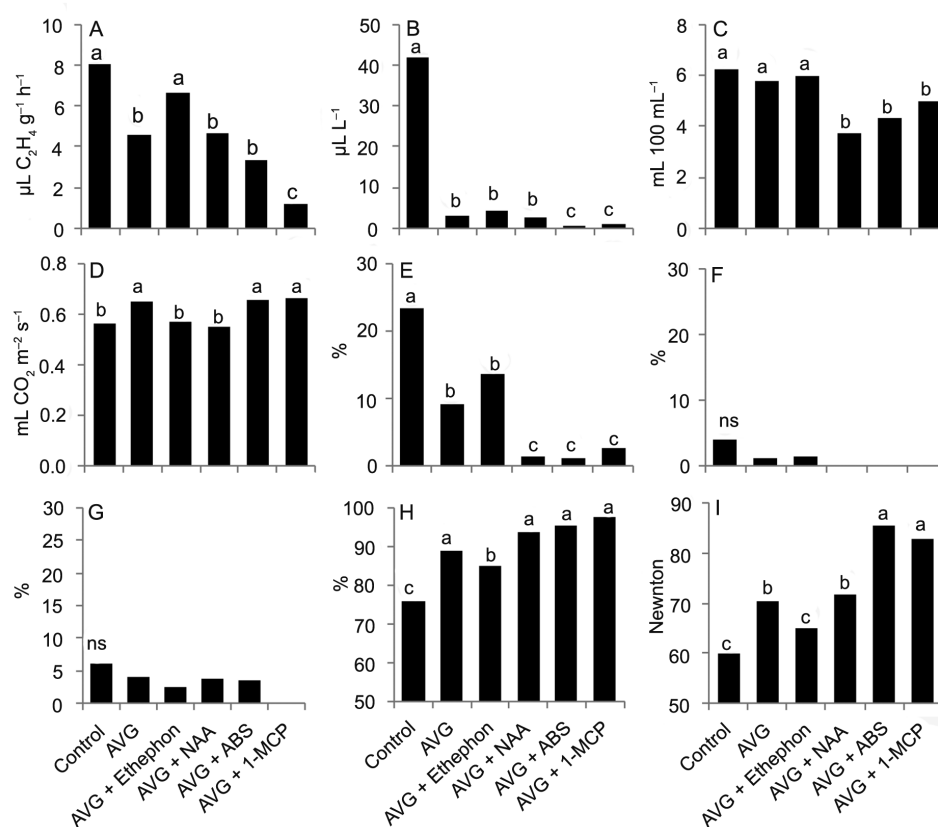 A
10
8
6
4
2
0
µL C₂H₄ g⁻¹ h⁻¹
a
b
a
b
b
c
B
50
40
30
20
10
0
µL L⁻¹
a
b
b
b
c
c
C
8
6
4
2
0
mL 100 mL⁻¹
a
a
a
b
b
b
D
0.8
0.6
0.4
0.2
0.0
mL CO₂ m⁻² s⁻¹
b
a
b
b
a
a
E
30
20
10
0
%
a
b
b
c
c
c
F
30
20
10
0
%
ns
G
30
25
20
15
10
5
0
%
ns
Control
AVG
AVG + Ethephon
AVG + NAA
AVG + ABS
AVG + 1-MCP
H
100
90
80
70
60
50
%
c
a
b
a
a
a
Control
AVG
AVG + Ethephon
AVG + NAA
AVG + ABS
AVG + 1-MCP
I
90
80
70
60
50
Newnton
c
b
c
b
a
a
Control
AVG
AVG + Ethephon
AVG + NAA
AVG + ABS
AVG + 1-MCP